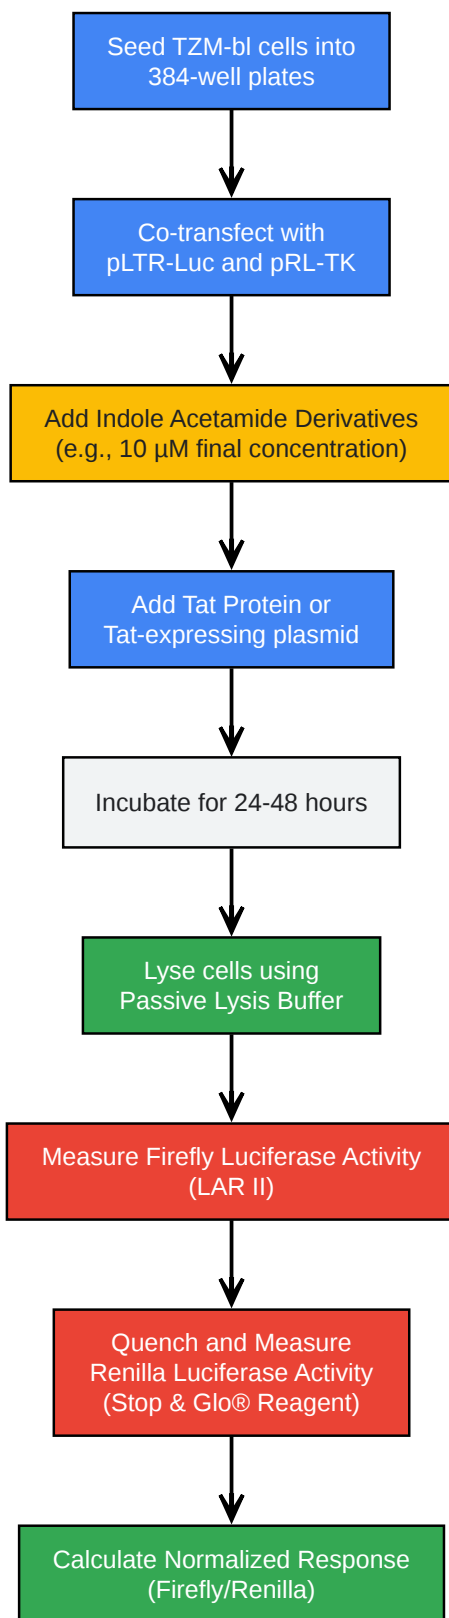 Seed TZM-bl cells into
384-well plates
Co-transfect with
pLTR-Luc and pRL-TK
Add Indole Acetamide Derivatives
(e.g., 10 µM final concentration)
Add Tat Protein or
Tat-expressing plasmid
Incubate for 24-48 hours
Lyse cells using
Passive Lysis Buffer
Measure Firefly Luciferase Activity
(LAR II)
Quench and Measure
Renilla Luciferase Activity
(Stop & Glo® Reagent)
Calculate Normalized Response
(Firefly/Renilla)